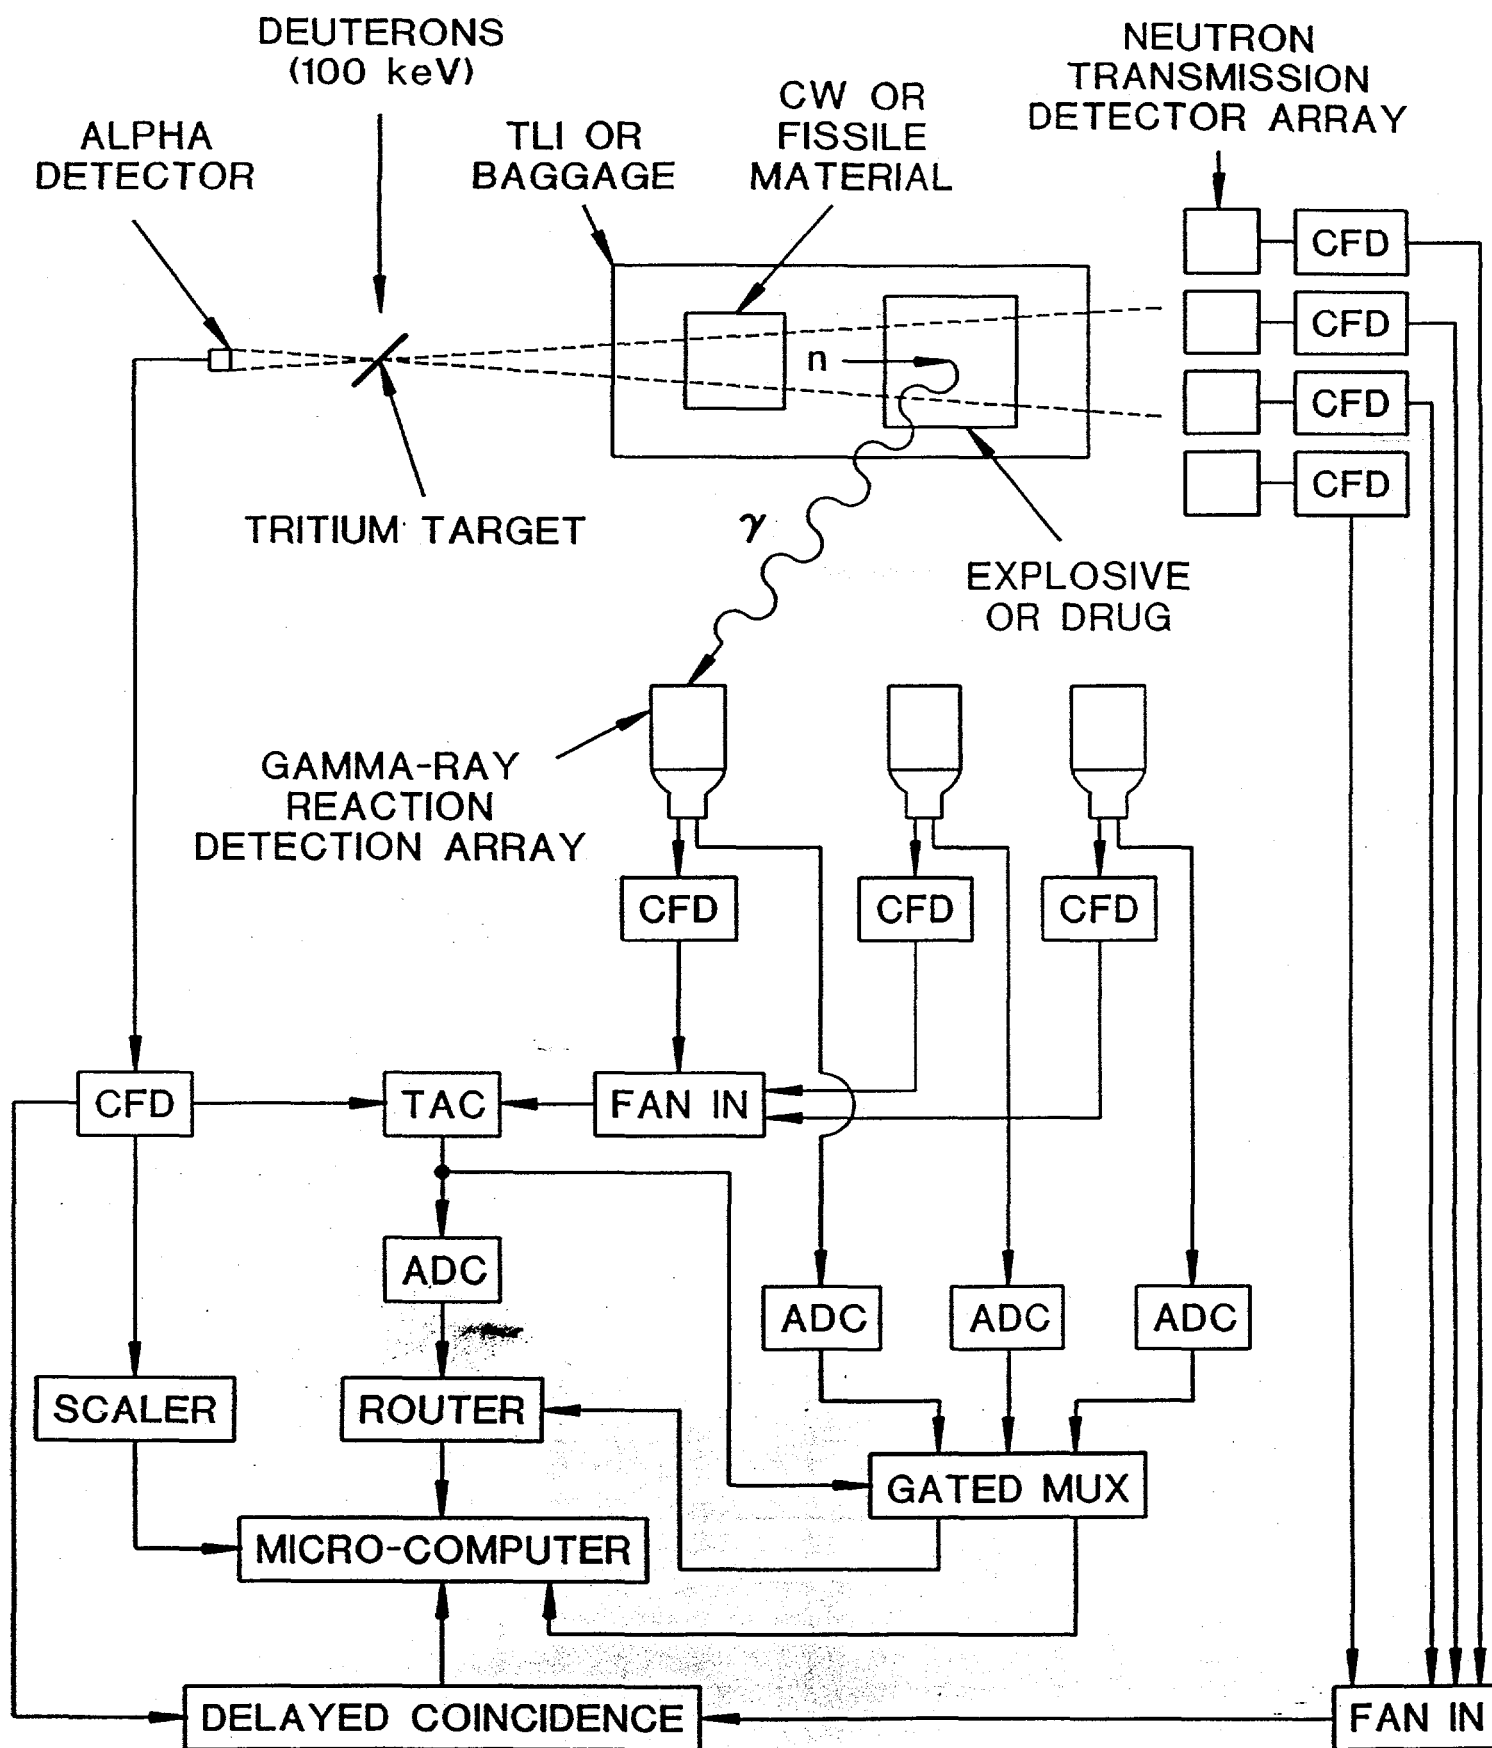 DEUTERONS
(100 keV)
NEUTRON
TRANSMISSION
DETECTOR ARRAY
CW OR
FISSILE
MATERIAL
TLI OR
BAGGAGE
ALPHA
DETECTOR
CFD
CFD
CFD
CFD
n
TRITIUM TARGET
γ
EXPLOSIVE
OR DRUG
GAMMA-RAY
REACTION
DETECTION ARRAY
CFD
CFD
CFD
CFD
TAC
FAN IN
ADC
ADC
ADC
ADC
SCALER
ROUTER
GATED MUX
MICRO-COMPUTER
DELAYED COINCIDENCE
FAN IN